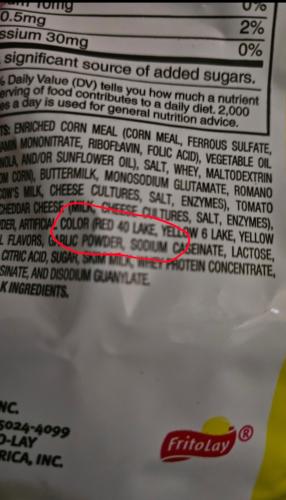 10mg 0%
0.5mg 2%
ssium 30mg 0%
significant source of added sugars.
% Daily Value (DV) tells you how much a nutrient
erving of food contributes to a daily diet. 2,000
es a day is used for general nutrition advice.
TS: ENRICHED CORN MEAL (CORN MEAL, FERROUS SULFATE,
AMIN MONONITRATE, RIBOFLAVIN, FOLIC ACID), VEGETABLE OIL
NOLA, AND/OR SUNFLOWER OIL), SALT, WHEY, MALTODEXTRIN
OM CORN), BUTTERMILK, MONOSODIUM GLUTAMATE, ROMANO
COW'S MILK, CHEESE CULTURES, SALT, ENZYMES), TOMATO
CHEDDAR CHEESE (MILK, CHEESE CULTURES, SALT, ENZYMES),
DER, ARTIFICIAL COLOR (RED 40 LAKE, YELLOW 6 LAKE, YELLOW
L FLAVORS, GARLIC POWDER, SODIUM CASEINATE, LACTOSE,
CITRIC ACID, SUGAR, SKIM MILK, WHEY PROTEIN CONCENTRATE,
SINATE, AND DISODIUM GUANYLATE.
K INGREDIENTS.
NC.
5024-4099
O-LAY
RICA, INC.
FritoLay®